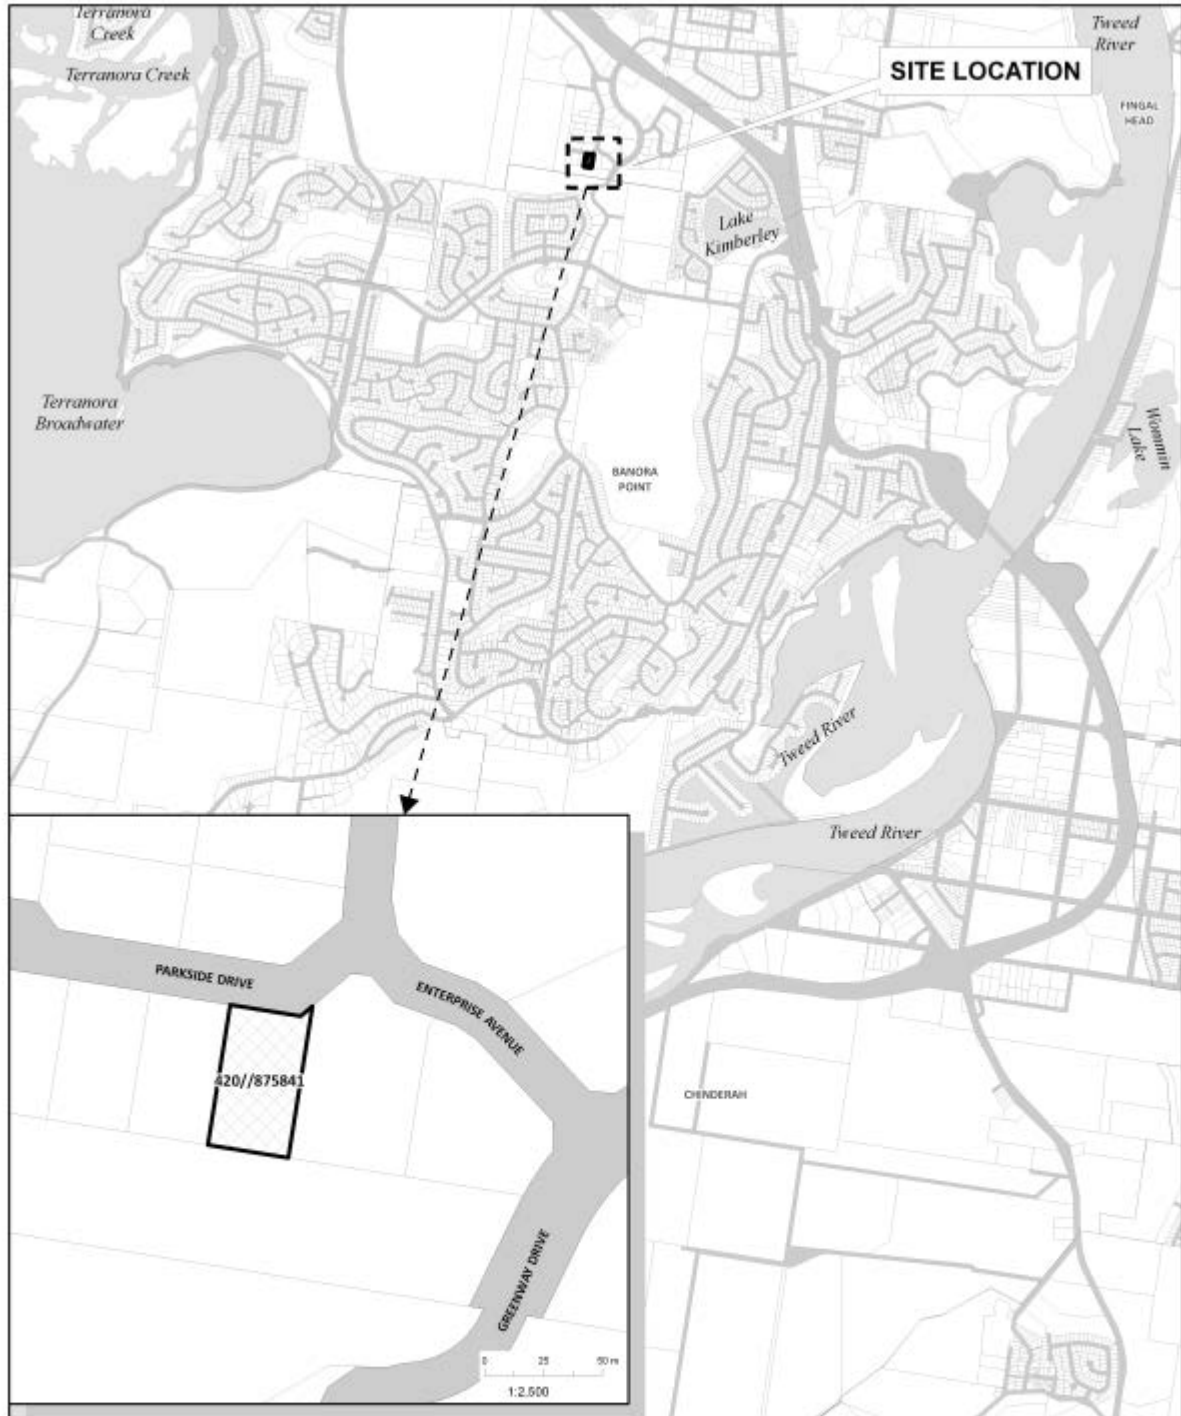 Terranora
Creek
Terranora Creek
Tweed
River
SITE LOCATION
FINGAL
HEAD
Lake
Kimberley
Terranora
Broadwater
Wommin
Lake
BANORA
POINT
Tweed River
Tweed River
PARKSIDE DRIVE
ENTERPRISE AVENUE
420//875841
CHINDERAH
GREENWAY DRIVE
0 25 50 m
1:2,500